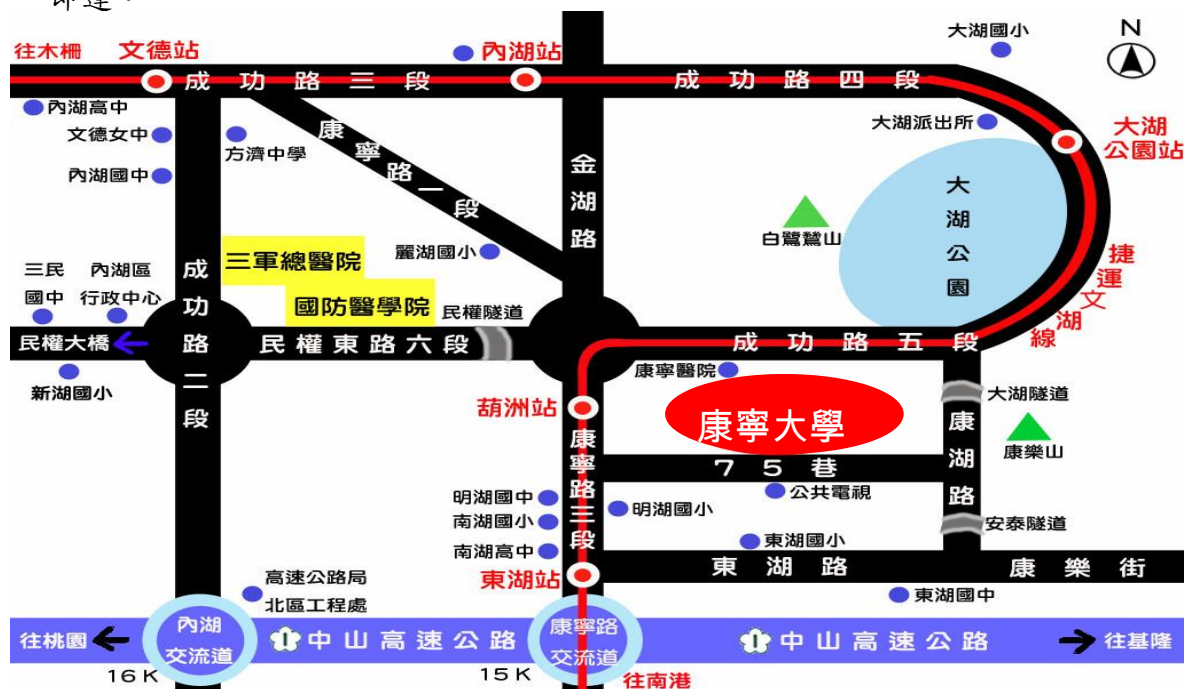 即達。
大湖國小
N
往木柵
文德站
內湖站
成功路三段
成功路四段
內湖高中
文德女中
方濟中學
內湖國中
康寧路一段
金湖路
大湖派出所
大湖公園站
大湖公園
白鷺鷥山
三軍總醫院
麗湖國小
國防醫學院
民權隧道
三民
國中
內湖區
行政中心
成功路二段
捷運文湖線
民權大橋
民權東路六段
成功路五段
新湖國小
康寧醫院
大湖隧道
葫洲站
康寧大學
康湖路
康樂山
75巷
康寧路三段
公共電視
明湖國中
明湖國小
南湖國小
安泰隧道
南湖高中
東湖國小
東湖站
東湖路
康樂街
高速公路局
北區工程處
東湖國中
往桃園
內湖
交流道
1
中山高速公路
康寧路
交流道
1
中山高速公路
往基隆
16K
15K
往南港